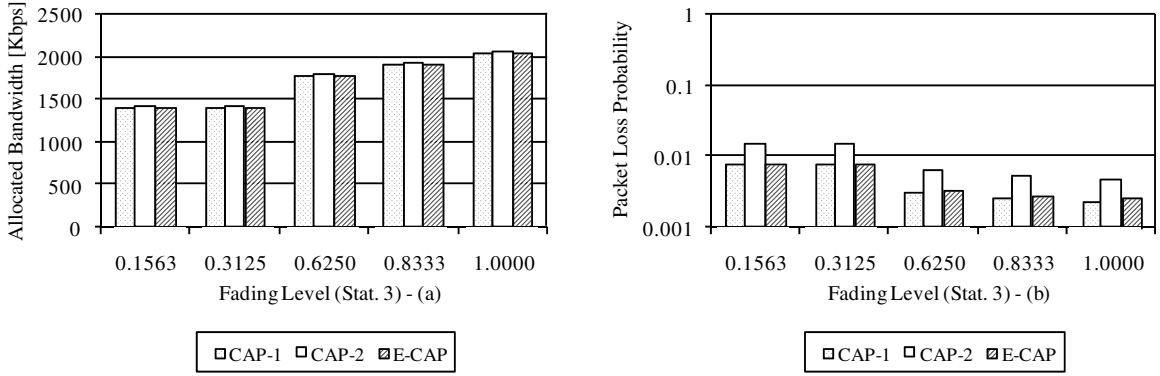 Allocated Bandwidth [Kbps]
2500
2000
1500
1000
500
0
0.1563 0.3125 0.6250 0.8333 1.0000
Fading Level (Stat. 3) - (a)
CAP-1 CAP-2 E-CAP
Packet Loss Probability
1
0.1
0.01
0.001
0.1563 0.3125 0.6250 0.8333 1.0000
Fading Level (Stat. 3) - (b)
CAP-1 CAP-2 E-CAP